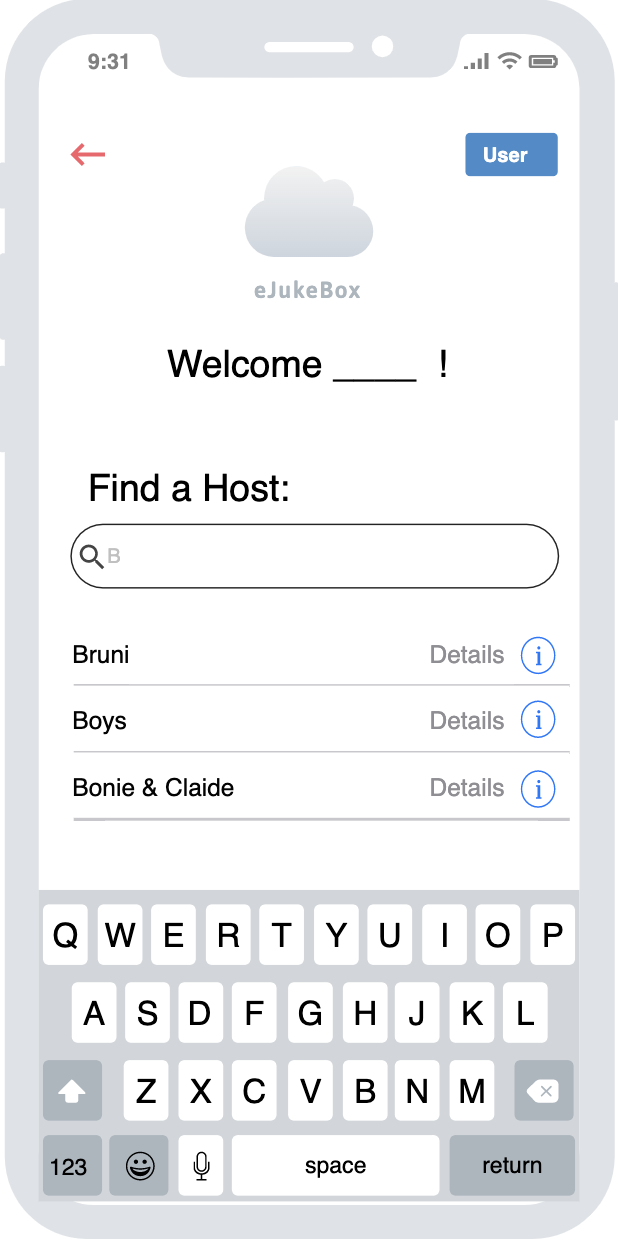 9:31
User
eJukeBox
Welcome ____ !
Find a Host:
B
Bruni Details i
Boys Details i
Bonie & Claide Details i
Q W E R T Y U I O P
A S D F G H J K L
Z X C V B N M
123 space return